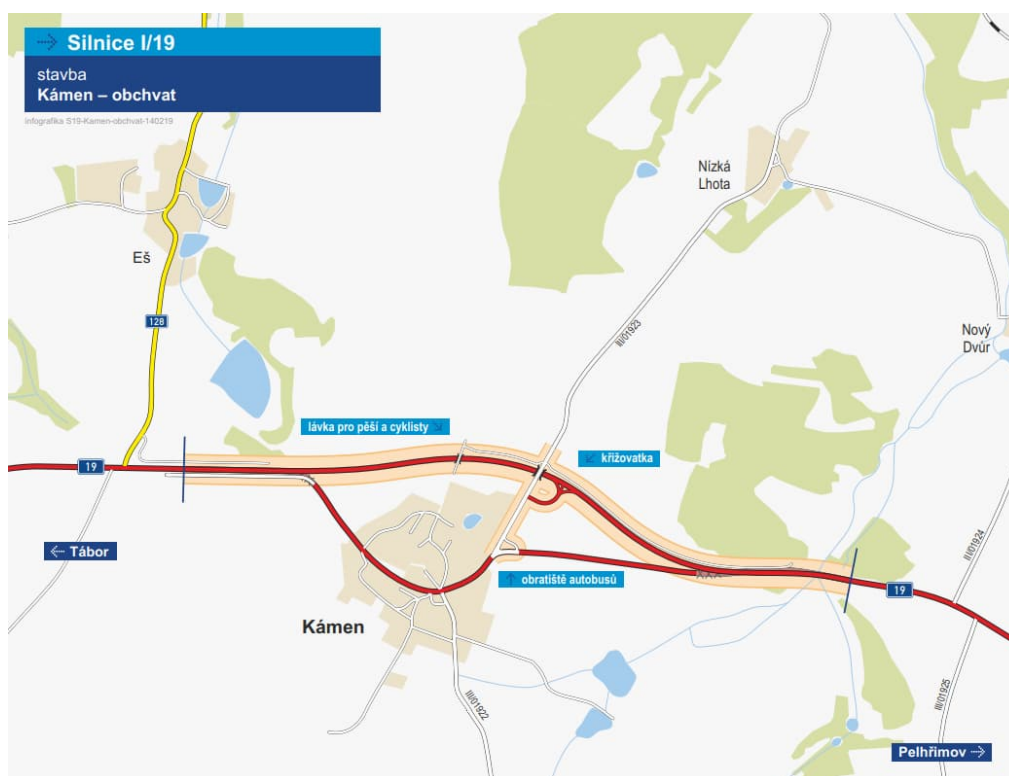 Silnice I/19
stavba
Kámen – obchvat
infografika S19-Kamen-obchvat-140219
Nízká
Lhota
Eš
128
III/01923
Nový
Dvůr
lávka pro pěší a cyklisty
křižovatka
19
Tábor
III/01924
obratiště autobusů
19
Kámen
III/01922
III/01925
Pelhřimov